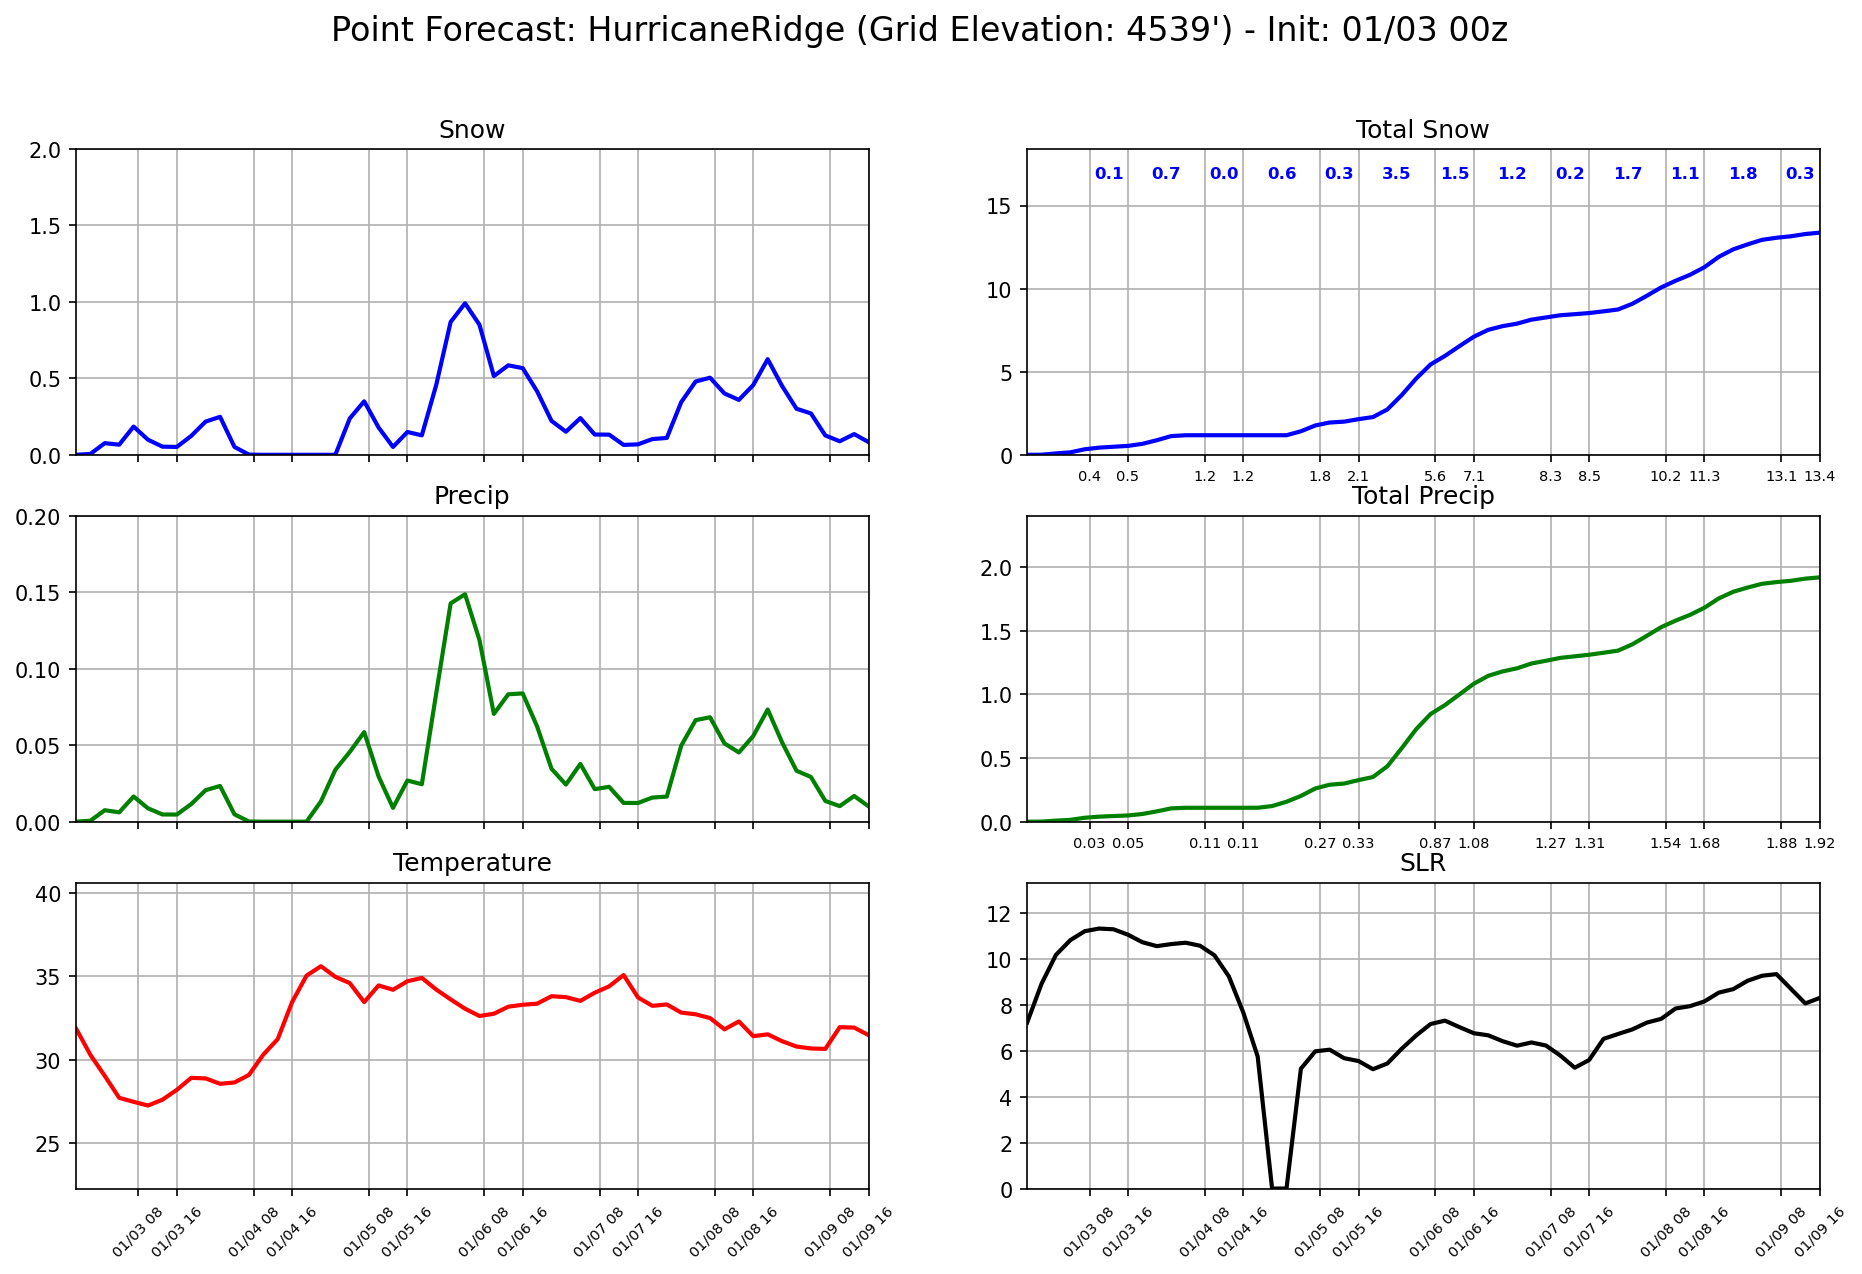 Point Forecast: HurricaneRidge (Grid Elevation: 4539') - Init: 01/03 00z
Snow
2.0
1.5
1.0
0.5
0.0
Total Snow
0.1 0.7 0.0 0.6 0.3 3.5 1.5 1.2 0.2 1.7 1.1 1.8 0.3
15
10
5
0
0.4 0.5 1.2 1.2 1.8 2.1 5.6 7.1 8.3 8.5 10.2 11.3 13.1 13.4
Precip
0.20
0.15
0.10
0.05
0.00
Total Precip
2.0
1.5
1.0
0.5
0.0
0.03 0.05 0.11 0.11 0.27 0.33 0.87 1.08 1.27 1.31 1.54 1.68 1.88 1.92
Temperature
40
35
30
25
01/03 08 01/03 16 01/04 08 01/04 16 01/05 08 01/05 16 01/06 08 01/06 16 01/07 08 01/07 16 01/08 08 01/08 16 01/09 08 01/09 16
SLR
12
10
8
6
4
2
0
01/03 08 01/03 16 01/04 08 01/04 16 01/05 08 01/05 16 01/06 08 01/06 16 01/07 08 01/07 16 01/08 08 01/08 16 01/09 08 01/09 16